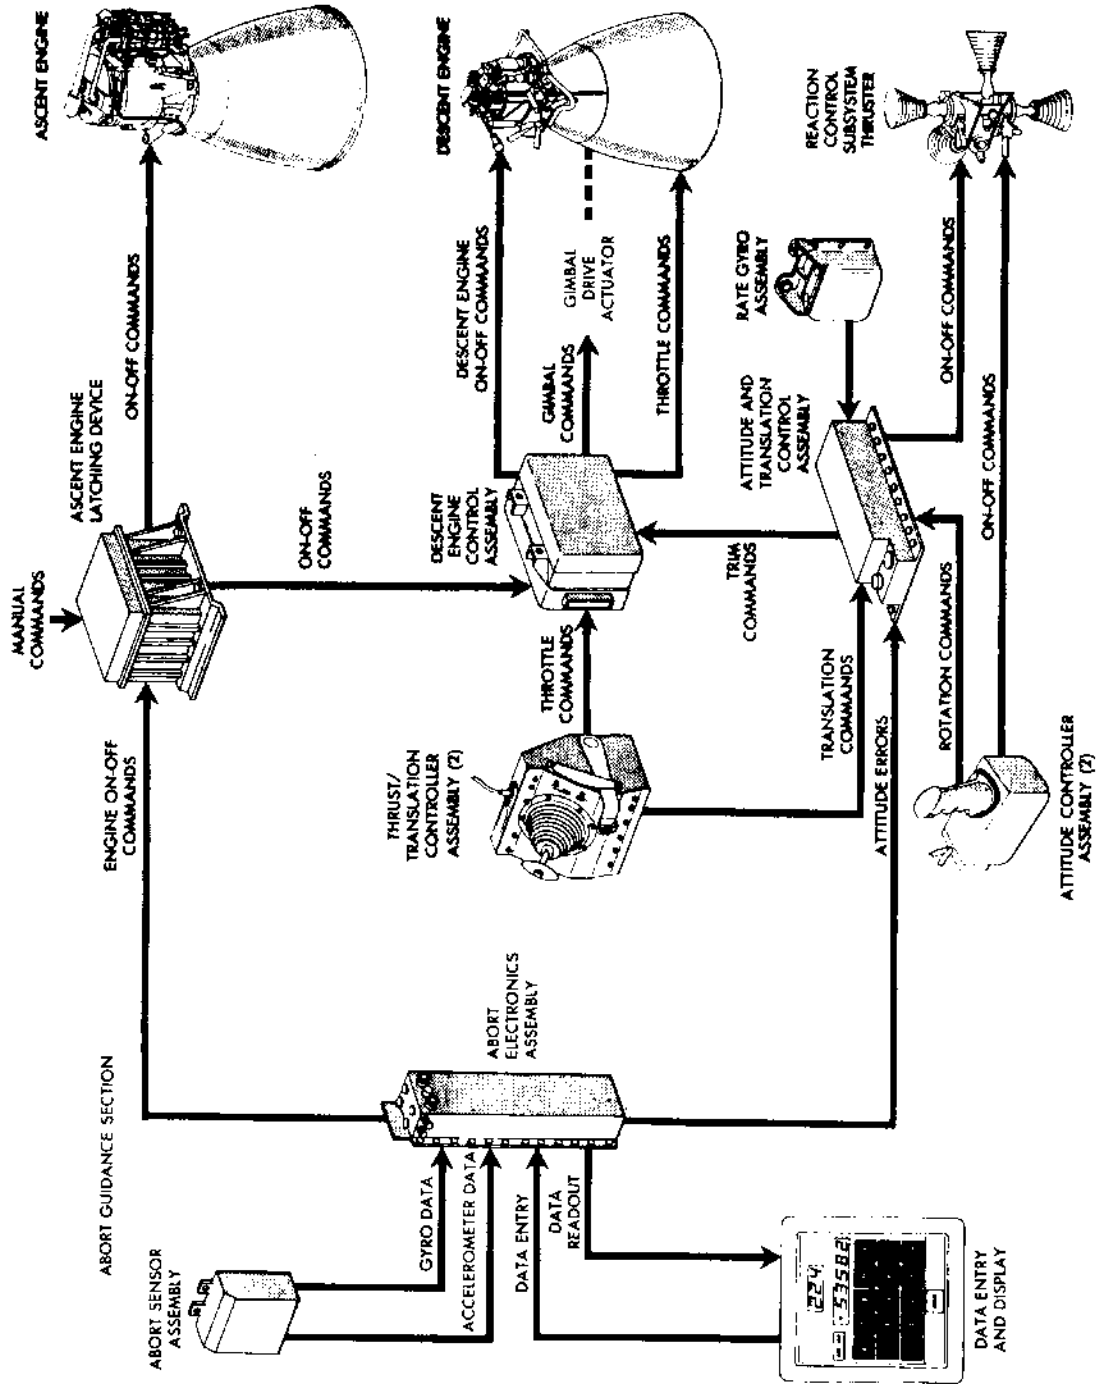 ABORT GUIDANCE SECTION
ABORT SENSOR
ASSEMBLY
GYRO DATA
ACCELEROMETER DATA
DATA ENTRY
DATA
READOUT
224
53582
DATA ENTRY
AND DISPLAY
ABORT
ELECTRONICS
ASSEMBLY
ENGINE ON-OFF
COMMANDS
MANUAL
COMMANDS
ASCENT ENGINE
LATCHING DEVICE
ON-OFF COMMANDS
ASCENT ENGINE
ON-OFF
COMMANDS
THRUST/
TRANSLATION
CONTROLLER
ASSEMBLY (2)
THROTTLE
COMMANDS
DESCENT
ENGINE
CONTROL
ASSEMBLY
DESCENT ENGINE
ON-OFF COMMANDS
GIMBAL
COMMANDS
GIMBAL
DRIVE
ACTUATOR
THROTTLE COMMANDS
DESCENT ENGINE
TRIM
COMMANDS
TRANSLATION
COMMANDS
ATTITUDE ERRORS
ATTITUDE AND
TRANSLATION
CONTROL
ASSEMBLY
RATE GYRO
ASSEMBLY
REACTION
CONTROL
SUBSYSTEM
THRUSTER
ROTATION COMMANDS
ON-OFF COMMANDS
ON-OFF COMMANDS
ATTITUDE CONTROLLER
ASSEMBLY (2)